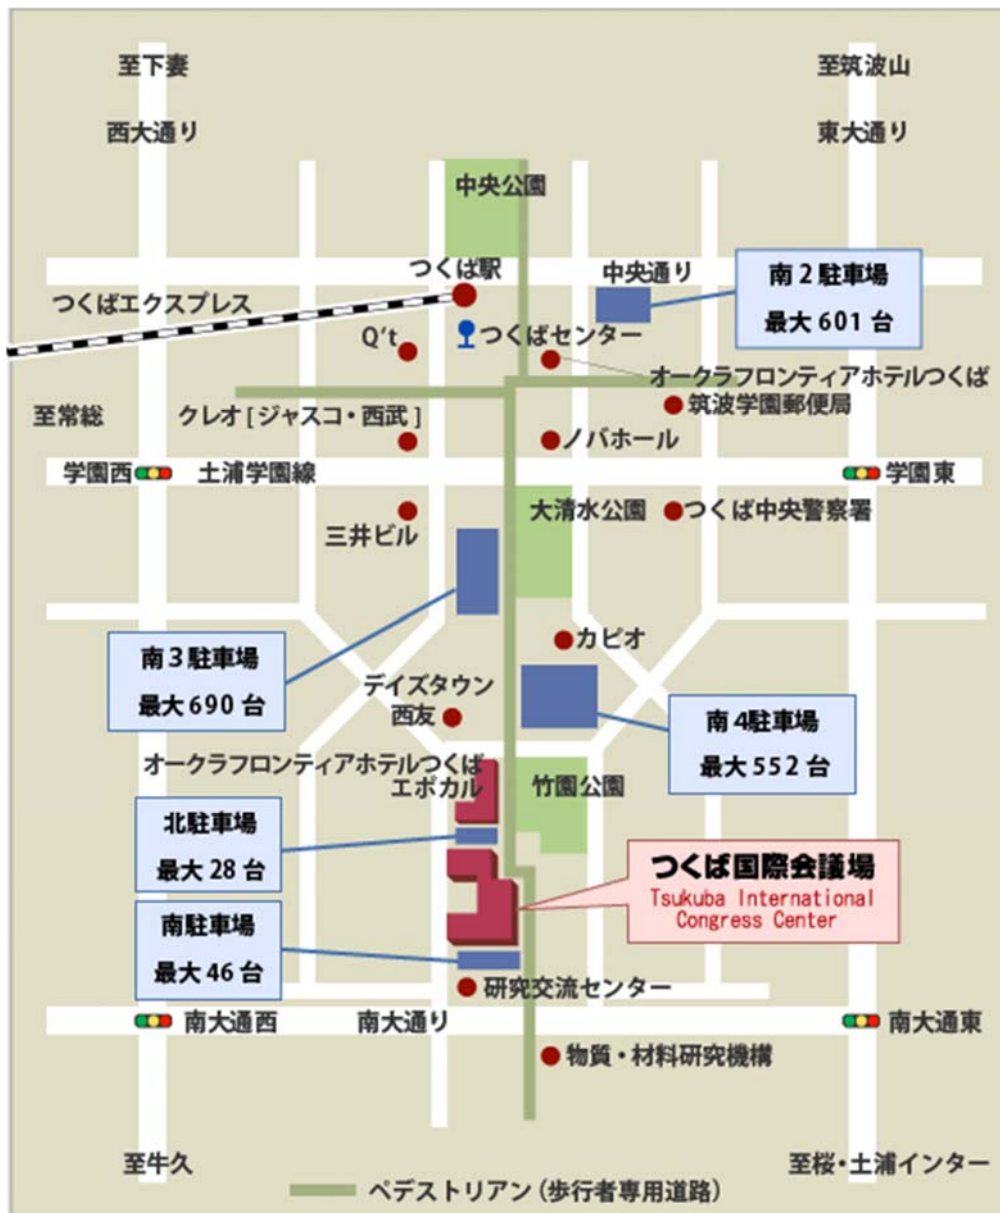 至下妻
至筑波山
西大通り
東大通り
中央公園
つくば駅
中央通り
南2駐車場
最大601台
つくばエクスプレス
Q't
つくばセンター
オークラフロンティアホテルつくば
筑波学園郵便局
至常総
クレオ[ジャスコ・西武]
ノバホール
学園西
土浦学園線
学園東
大清水公園
つくば中央警察署
三井ビル
カピオ
南3駐車場
最大690台
デイズタウン
西友
南4駐車場
最大552台
オークラフロンティアホテルつくば
エポカル
竹園公園
北駐車場
最大28台
つくば国際会議場
Tsukuba International
Congress Center
南駐車場
最大46台
研究交流センター
南大通西
南大通り
南大通東
物質・材料研究機構
至牛久
至桜・土浦インター
ペデストリアン(歩行者専用道路)